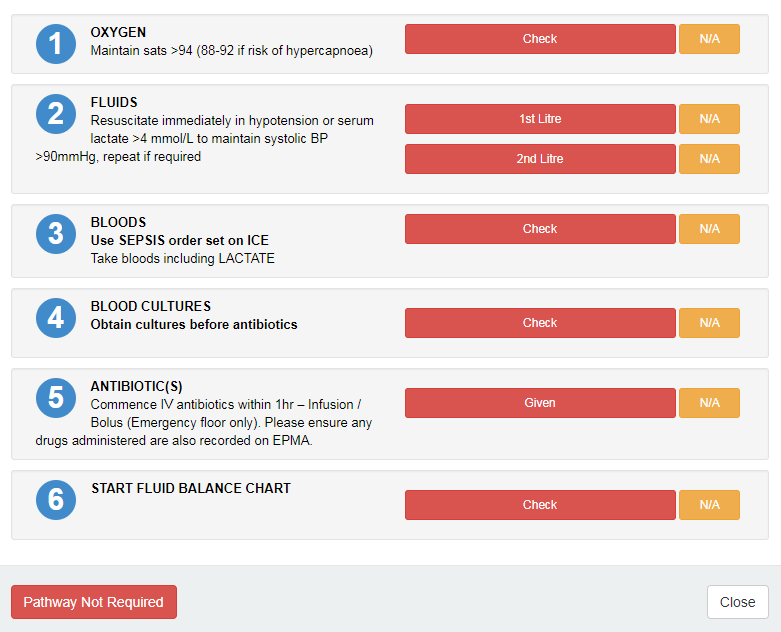 1
OXYGEN
Maintain sats >94 (88-92 if risk of hypercapnoea)
Check
N/A
2
FLUIDS
Resuscitate immediately in hypotension or serum
lactate >4 mmol/L to maintain systolic BP
>90mmHg, repeat if required
1st Litre
N/A
2nd Litre
N/A
3
BLOODS
Use SEPSIS order set on ICE
Take bloods including LACTATE
Check
N/A
4
BLOOD CULTURES
Obtain cultures before antibiotics
Check
N/A
5
ANTIBIOTIC(S)
Commence IV antibiotics within 1hr – Infusion /
Bolus (Emergency floor only). Please ensure any
drugs administered are also recorded on EPMA.
Given
N/A
6
START FLUID BALANCE CHART
Check
N/A
Pathway Not Required
Close